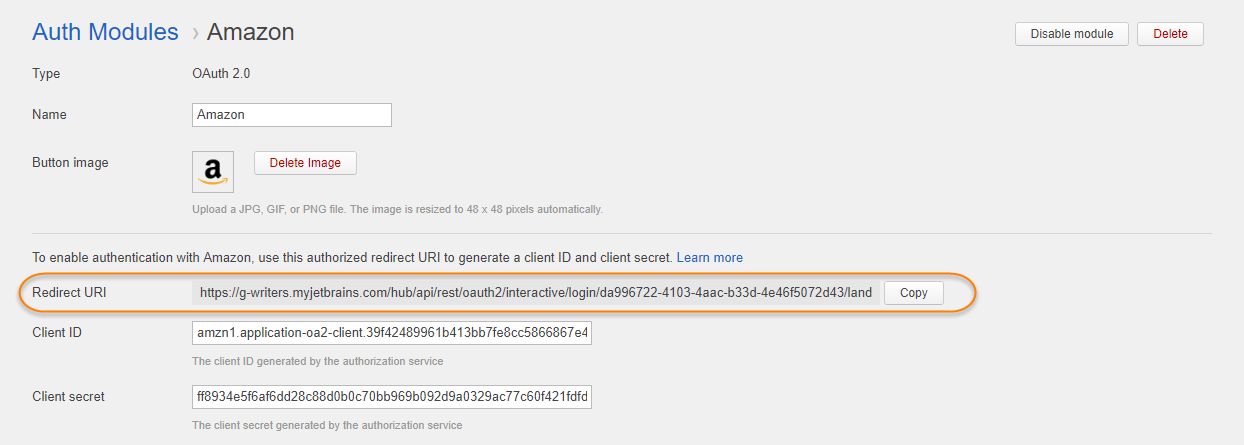 Auth Modules › Amazon
Disable module
Delete
Type
OAuth 2.0
Name
Amazon
Button image
a
Delete Image
Upload a JPG, GIF, or PNG file. The image is resized to 48 x 48 pixels automatically.
To enable authentication with Amazon, use this authorized redirect URI to generate a client ID and client secret. Learn more
Redirect URI
https://g-writers.myjetbrains.com/hub/api/rest/oauth2/interactive/login/da996722-4103-4aac-b33d-4e46f5072d43/land
Copy
Client ID
amzn1.application-oa2-client.39f42489961b413bb7fe8cc5866867e4
The client ID generated by the authorization service
Client secret
ff8934e5f6af6dd28c88d0b0c70bb969b092d9a0329ac77c60f421fdfd
The client secret generated by the authorization service